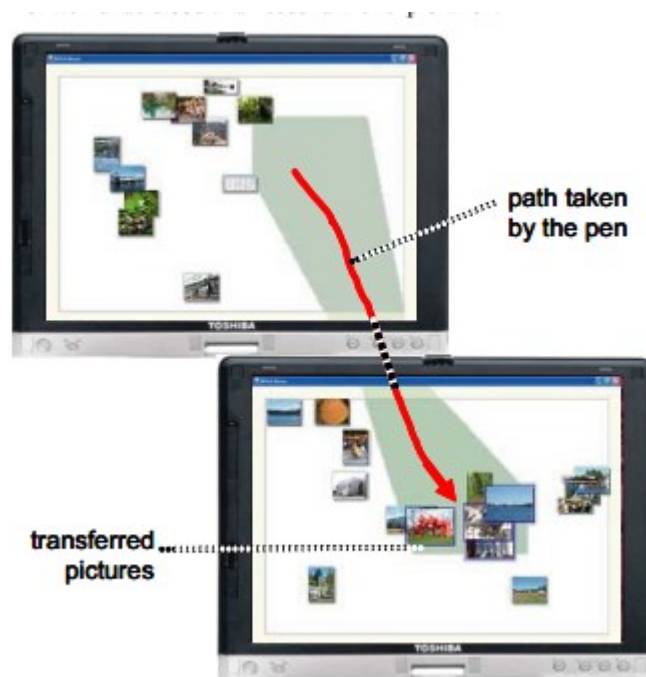 path taken
by the pen
TOSHIBA
transferred
pictures
TOSHIBA